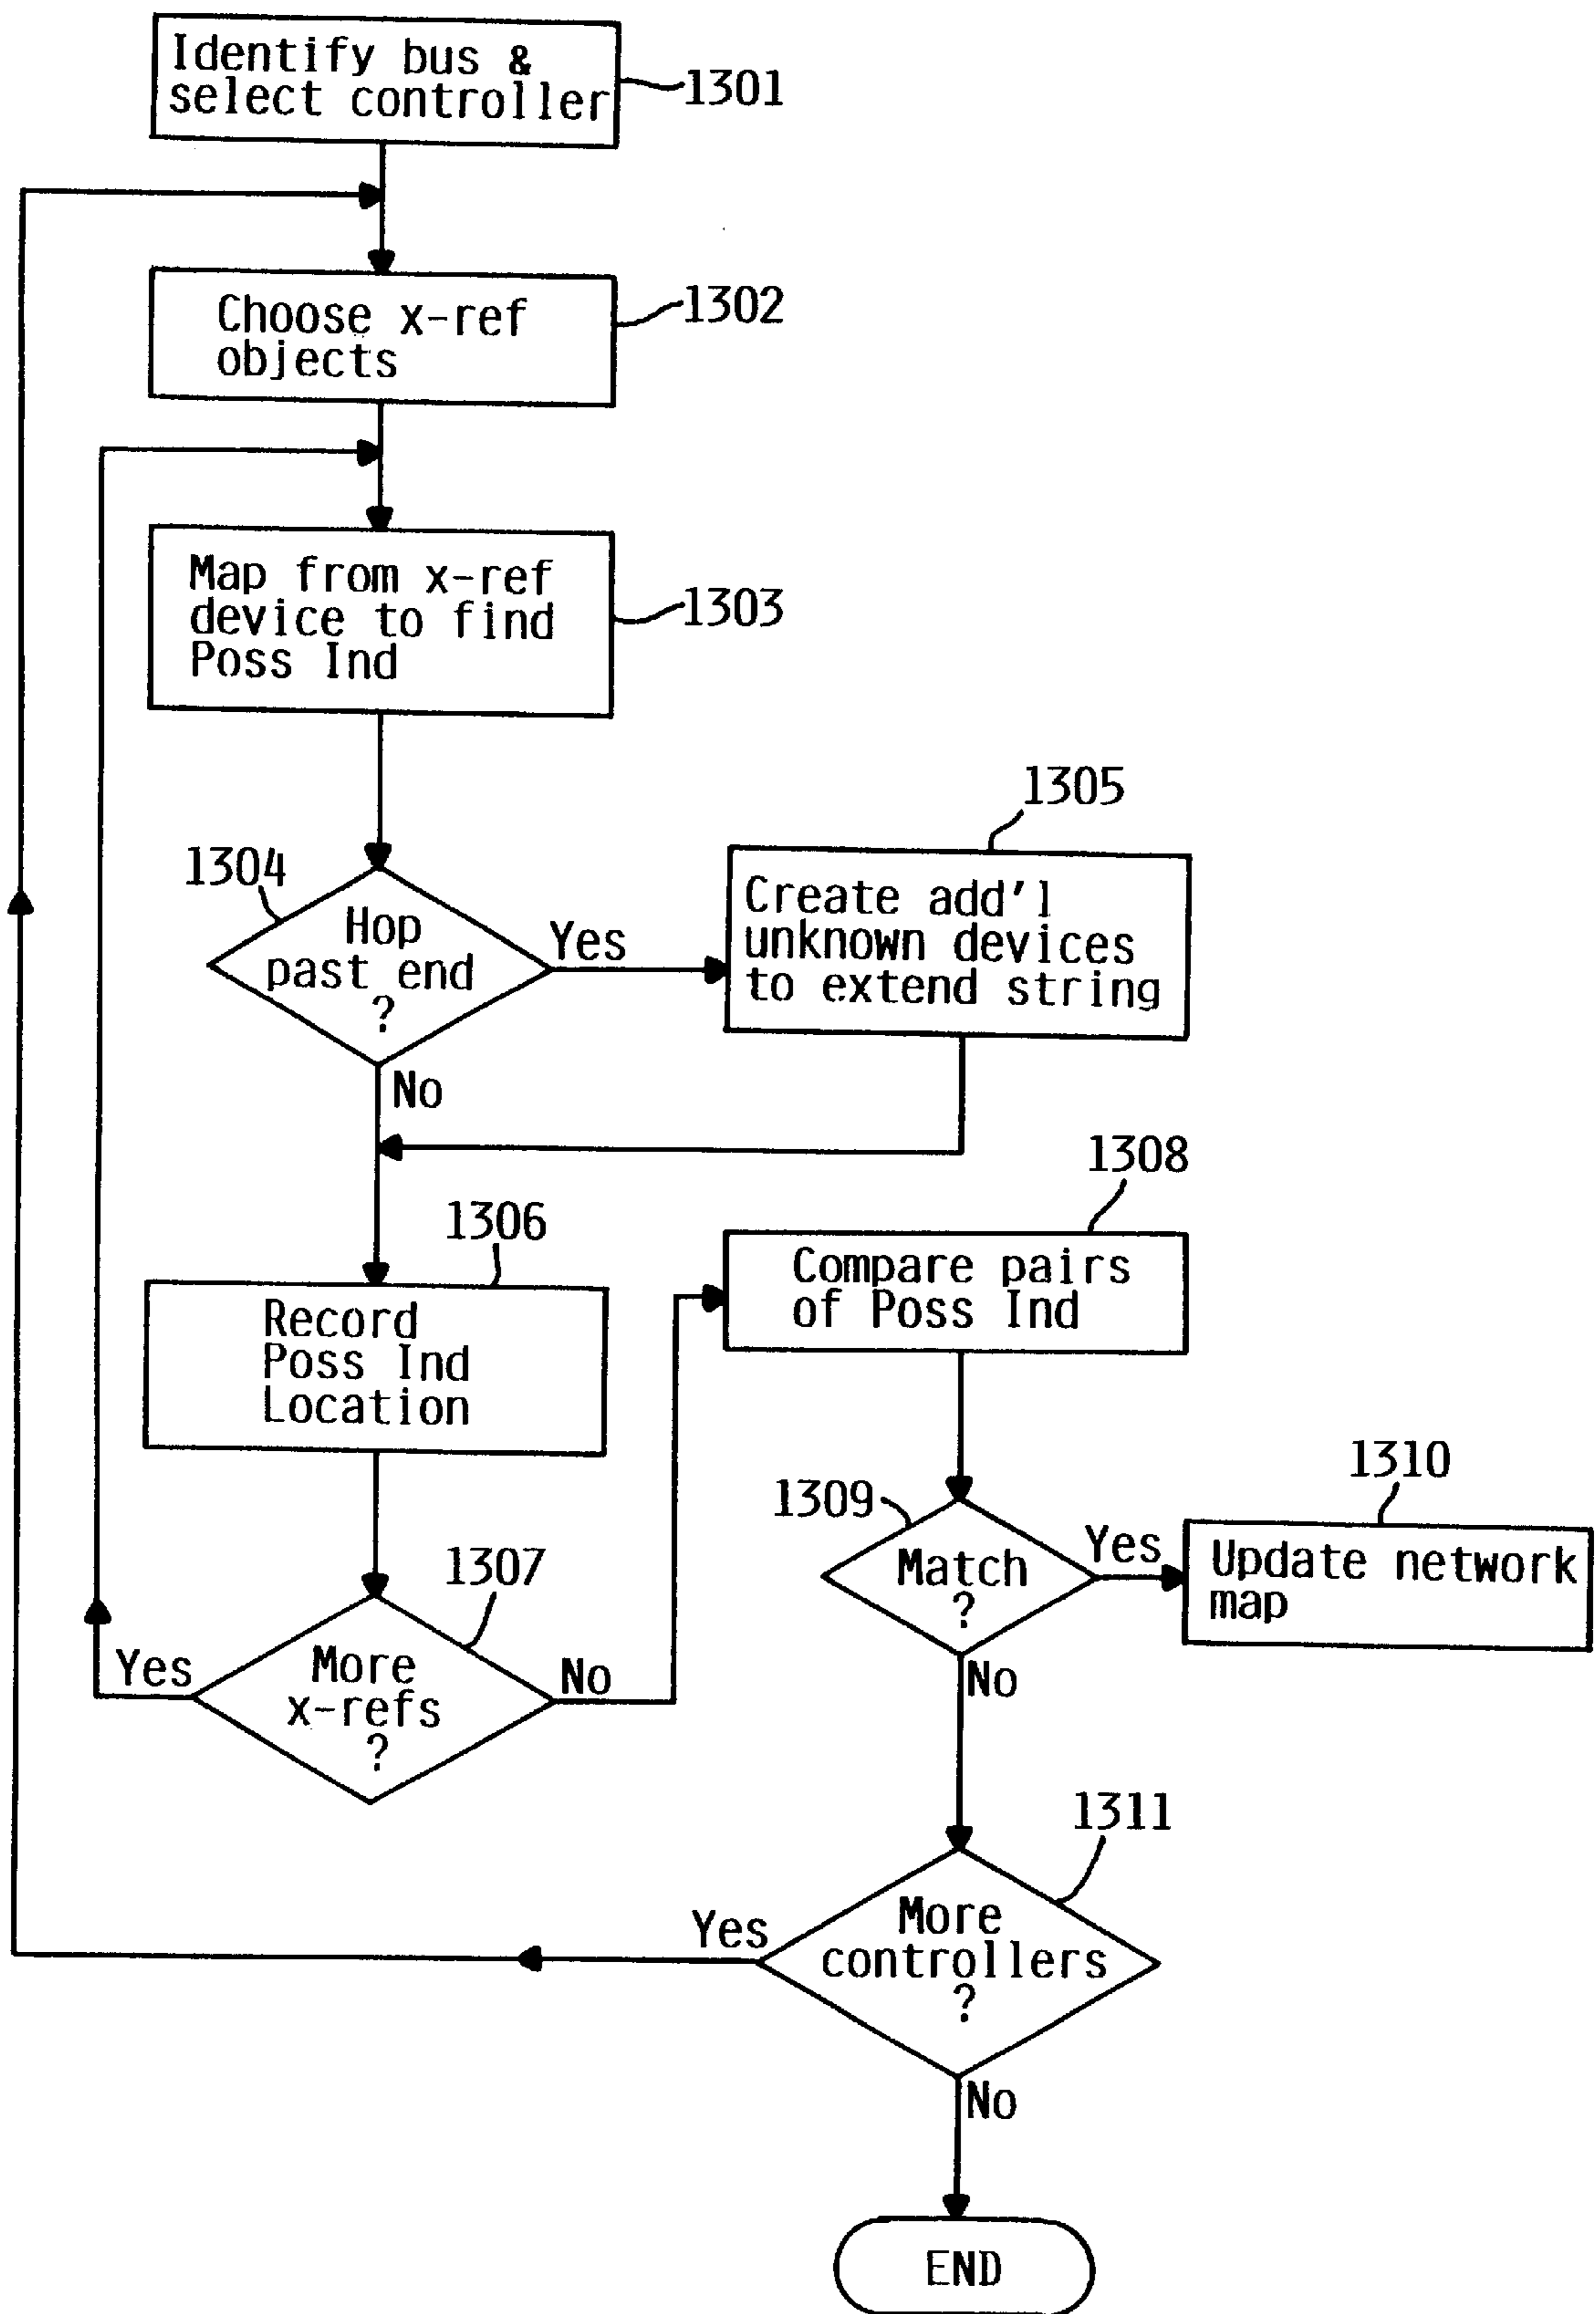 Identify bus &
select controller
1301
Choose x-ref
objects
1302
Map from x-ref
device to find
Poss Ind
1303
1304
Hop
past end
?
Yes
No
1305
Create add'l
unknown devices
to extend string
1306
Record
Poss Ind
Location
1307
More
x-refs
?
Yes
No
1308
Compare pairs
of Poss Ind
1309
Match
?
Yes
No
1310
Update network
map
1311
More
controllers
?
Yes
No
END